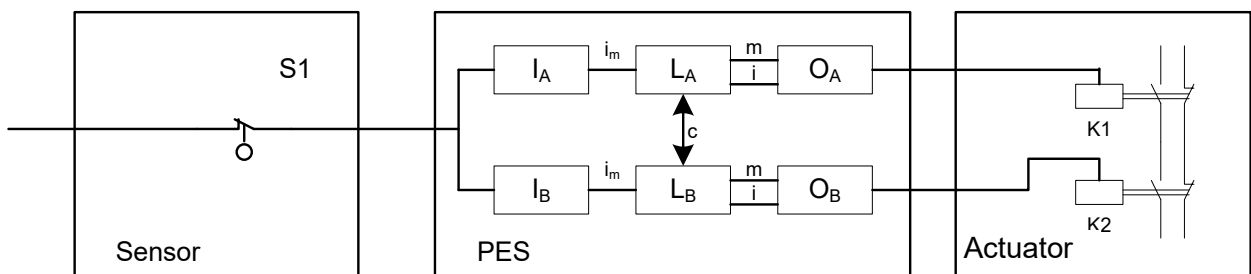 S1
I_A
i_m
L_A
m
i
O_A
K1
c
I_B
i_m
L_B
m
i
O_B
K2
Sensor
PES
Actuator